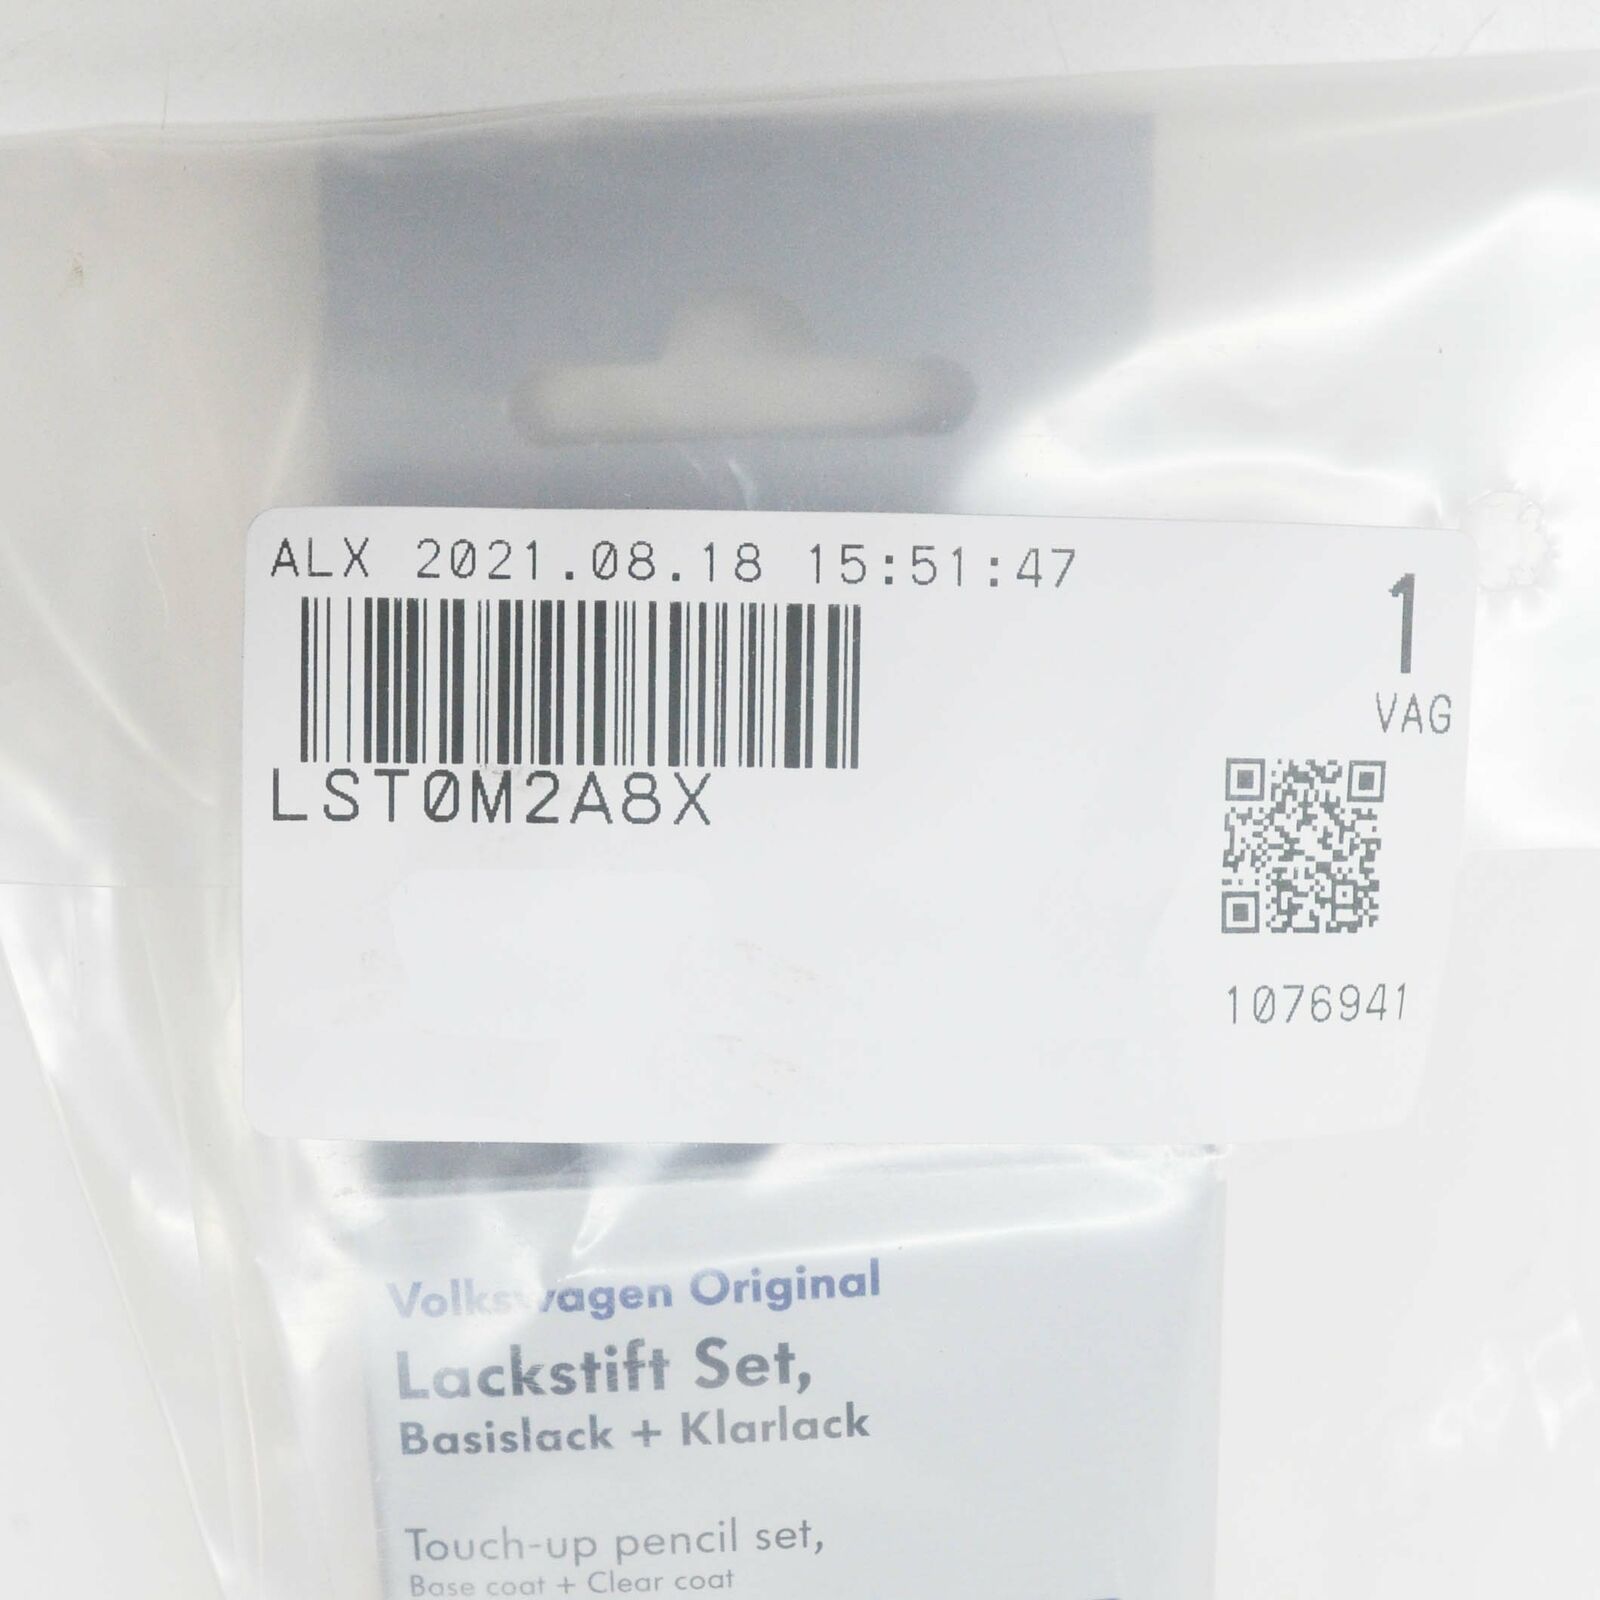 ALX 2021.08.18 15:51:47
1
VAG
LST0M2A8X
1076941
Volkswagen Original
Lackstift Set,
Basislack + Klarlack
Touch-up pencil set,
Base coat + Clear coat